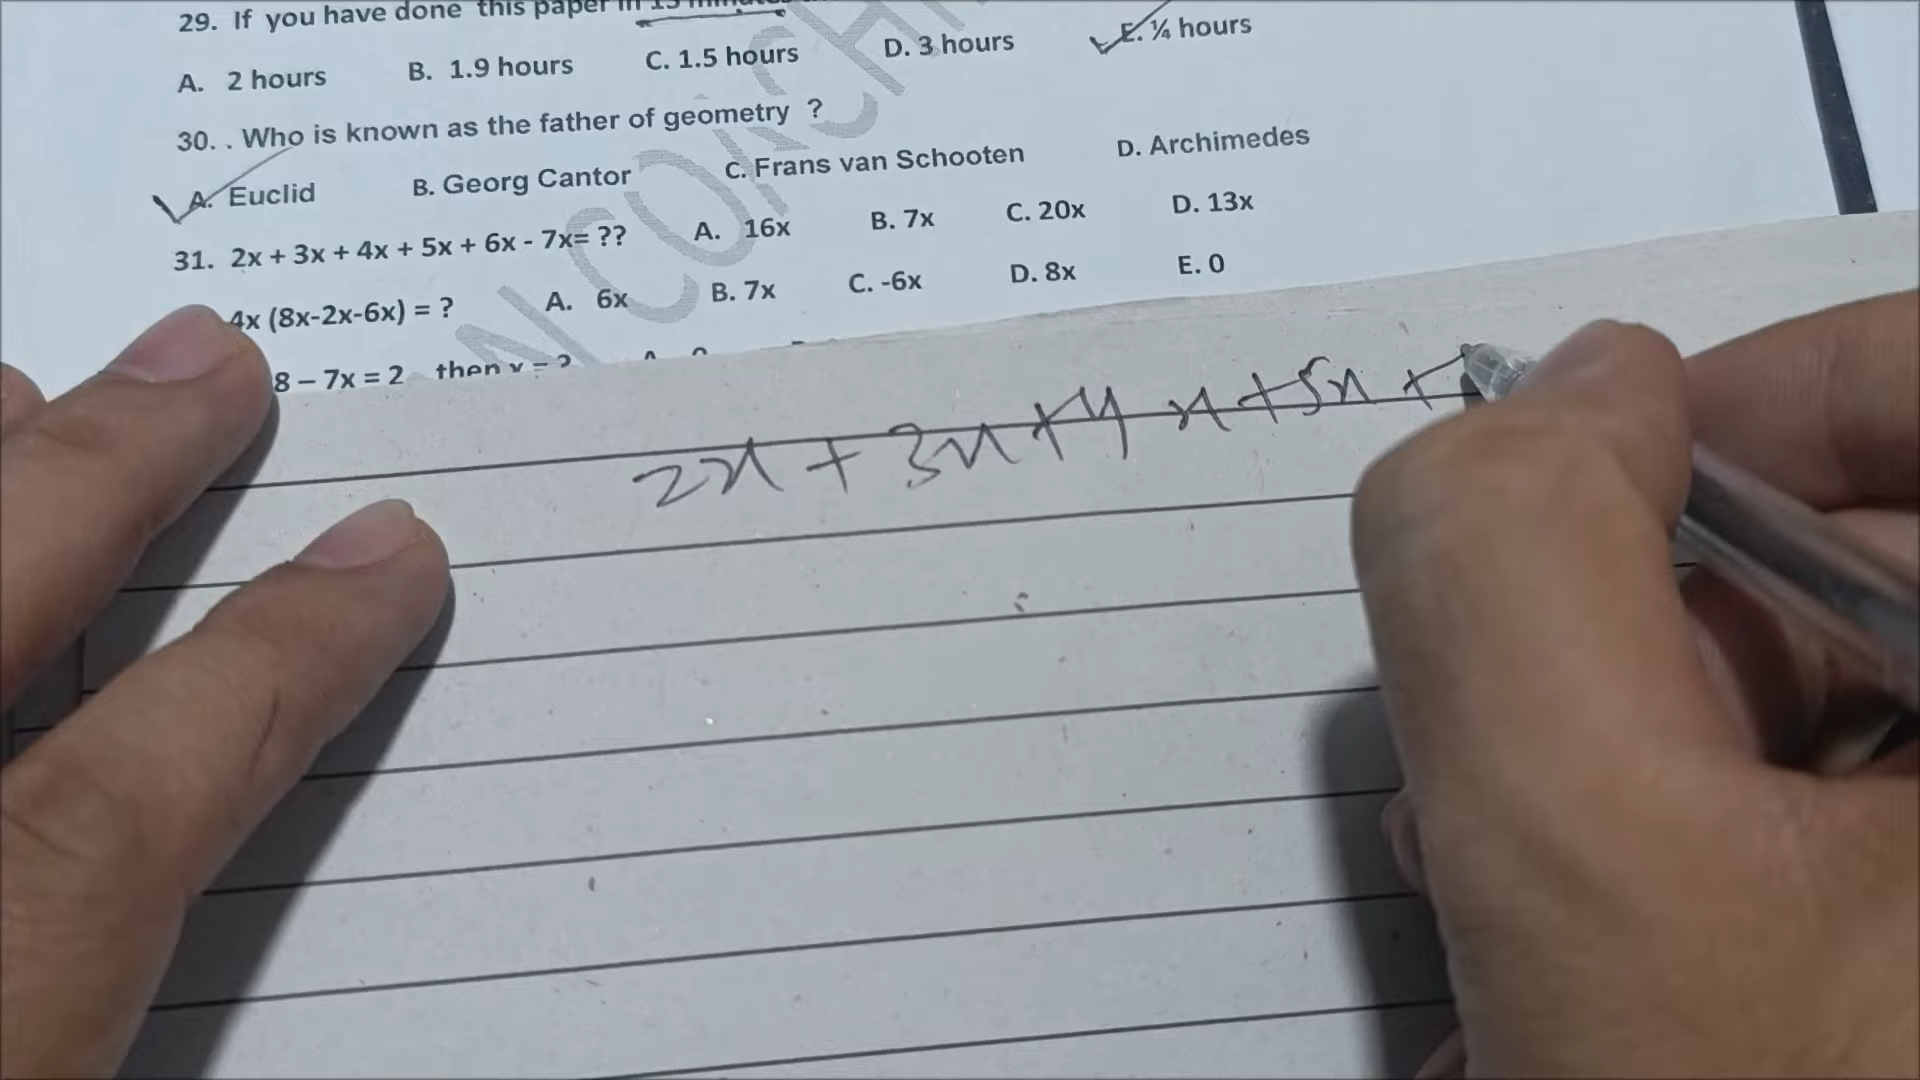 29. If you have done this paper in 15 minutes
A. 2 hours B. 1.9 hours C. 1.5 hours D. 3 hours E. ¼ hours
30. . Who is known as the father of geometry ?
A. Euclid B. Georg Cantor C. Frans van Schooten D. Archimedes
31. 2x + 3x + 4x + 5x + 6x - 7x= ?? A. 16x B. 7x C. 20x D. 13x
4x (8x-2x-6x) = ? A. 6x B. 7x C. -6x D. 8x E. 0
8 – 7x = 2 then x = ?
2x + 3x + 4x + 5x +